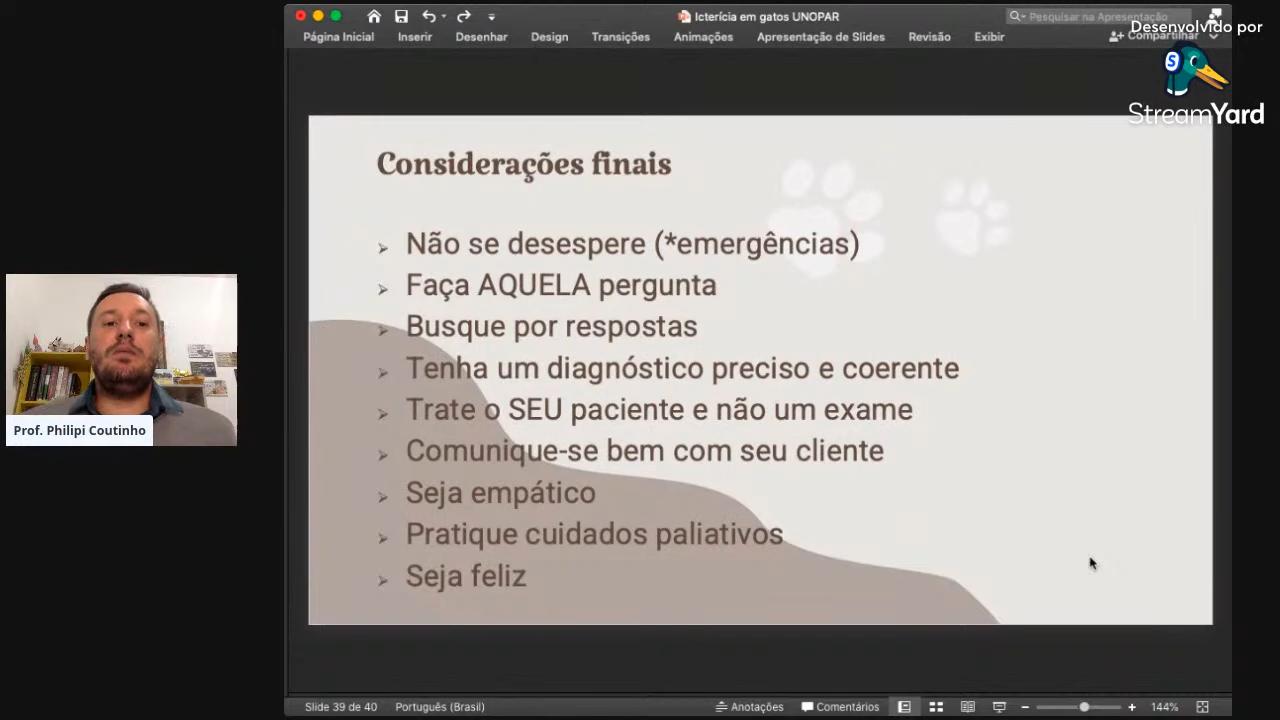 Icterícia em gatos UNOPAR
Pesquisar na Apresentação
Desenvolvido por
Página Inicial
Inserir
Desenhar
Design
Transições
Animações
Apresentação de Slides
Revisão
Exibir
Compartilhar
S
StreamYard
Considerações finais
Não se desespere (*emergências)
Faça AQUELA pergunta
Busque por respostas
Tenha um diagnóstico preciso e coerente
Trate o SEU paciente e não um exame
Comunique-se bem com seu cliente
Seja empático
Pratique cuidados paliativos
Seja feliz
Prof. Philipi Coutinho
Slide 39 de 40
Português (Brasil)
Anotações
Comentários
144%